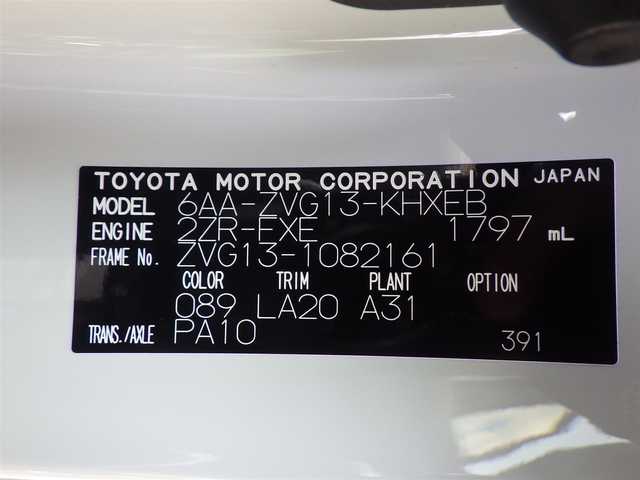 TOYOTA MOTOR CORPORATION JAPAN
MODEL 6AA-ZVG13-KHXEB
ENGINE 2ZR-EXE 1797 mL
FRAME No. ZVG13-1082161
COLOR TRIM PLANT OPTION
089 LA20 A31
TRANS./AXLE PA10 391